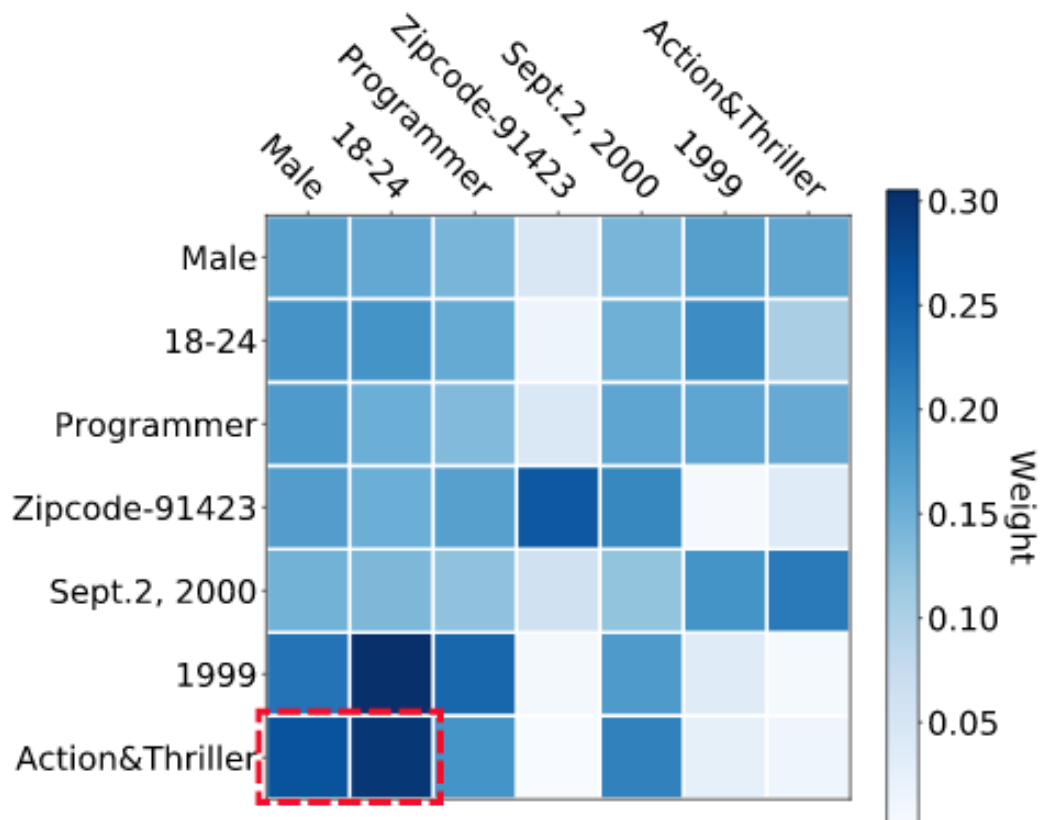 Male
18-24
Programmer
Zipcode-91423
Sept.2, 2000
1999
Action&Thriller
Male
18-24
Programmer
Zipcode-91423
Sept.2, 2000
1999
Action&Thriller
0.30
0.25
0.20
0.15
0.10
0.05
Weight